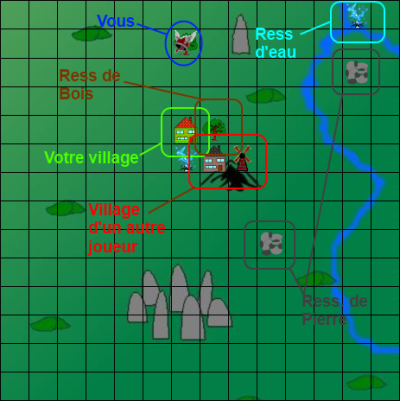 Vous
Ress
d'eau
Ress de
Bois
Votre village
Village
d'un autre
joueur
Ress de
Pierre